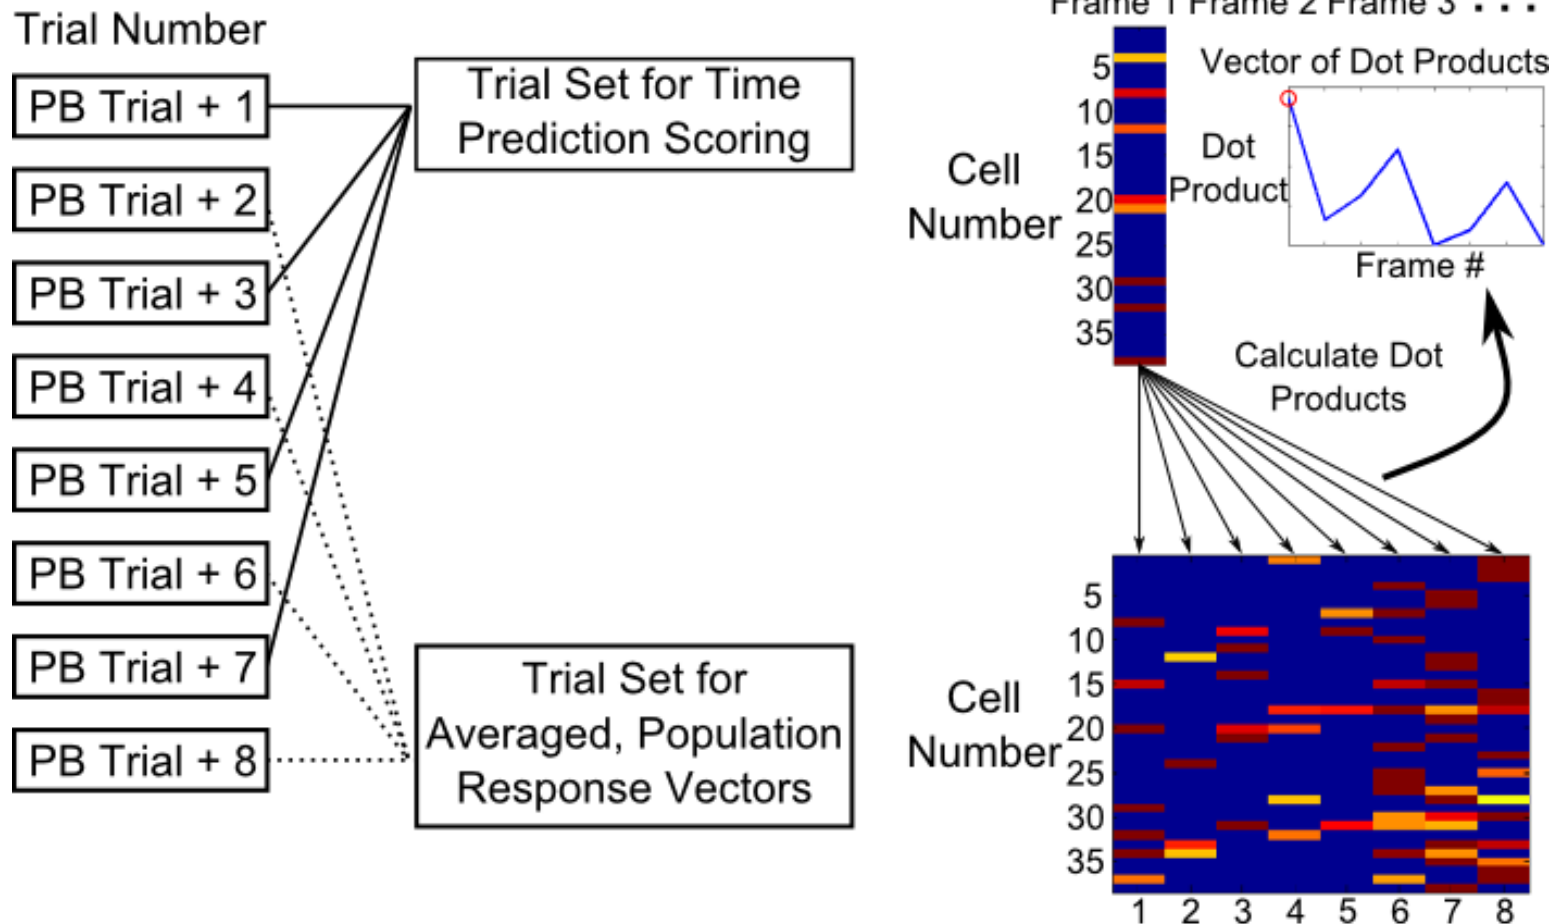 Trial Number
PB Trial + 1
PB Trial + 2
PB Trial + 3
PB Trial + 4
PB Trial + 5
PB Trial + 6
PB Trial + 7
PB Trial + 8
Trial Set for Time
Prediction Scoring
Trial Set for
Averaged, Population
Response Vectors
Frame 1 Frame 2 Frame 3 ...
Cell
Number
5
10
15
20
25
30
35
Vector of Dot Products
Dot
Product
Frame #
Calculate Dot
Products
Cell
Number
5
10
15
20
25
30
35
1 2 3 4 5 6 7 8